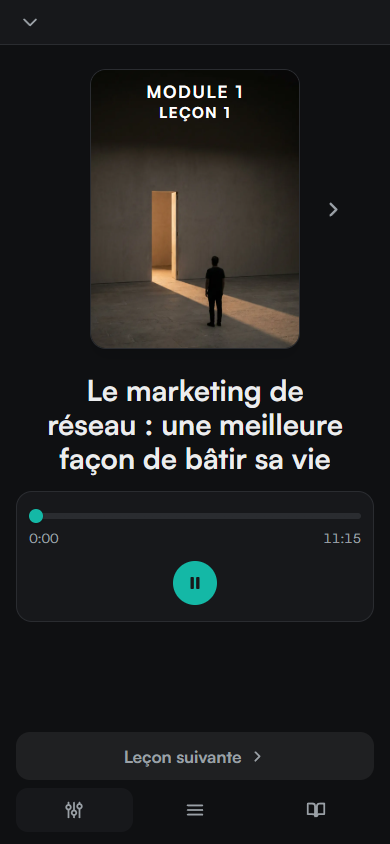 MODULE 1
LEÇON 1
Le marketing de
réseau : une meilleure
façon de bâtir sa vie
0:00
11:15
Leçon suivante